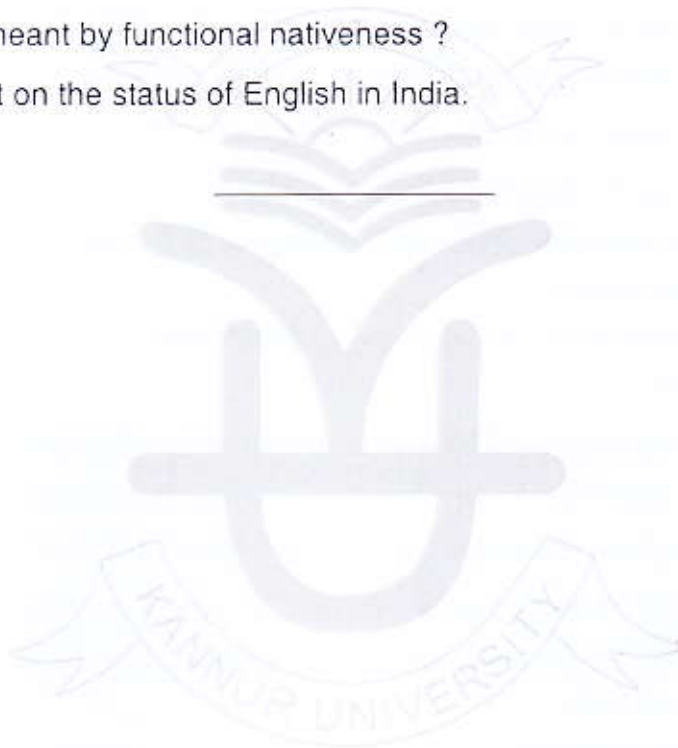 neant by functional nativeness ?
t on the status of English in India.
KANNUR UNIVERSITY